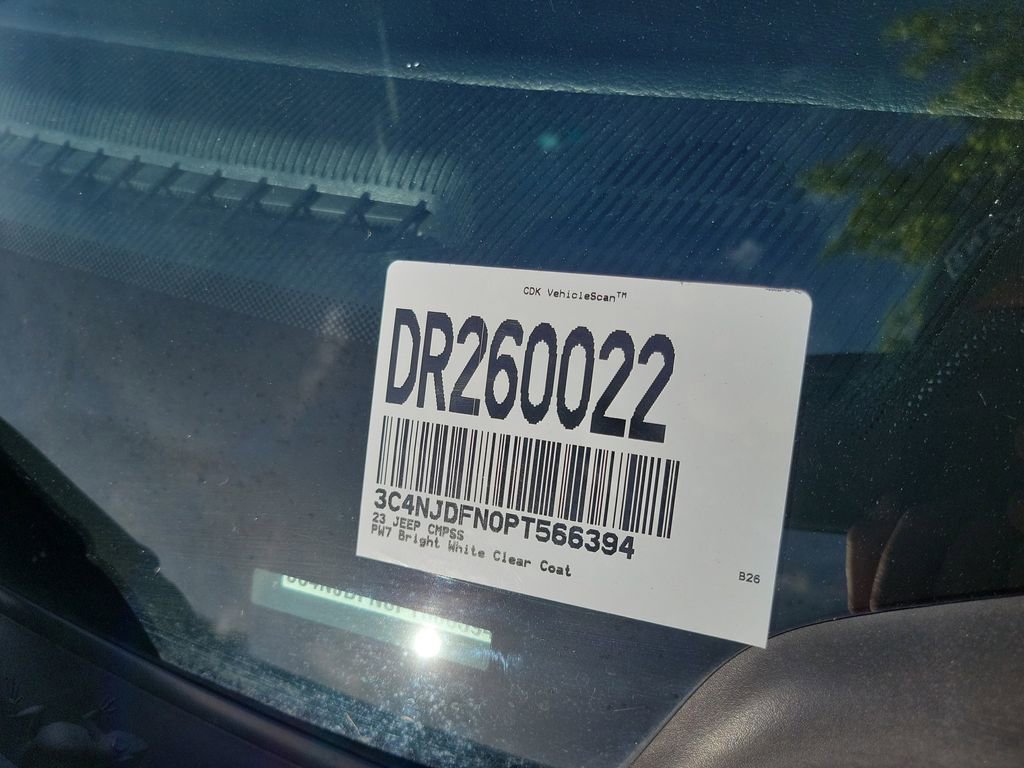 CDK VehicleScan™
DR260022
3C4NJDFN0PT566394
23 JEEP CMPSS
PW7 Bright White Clear Coat
B26